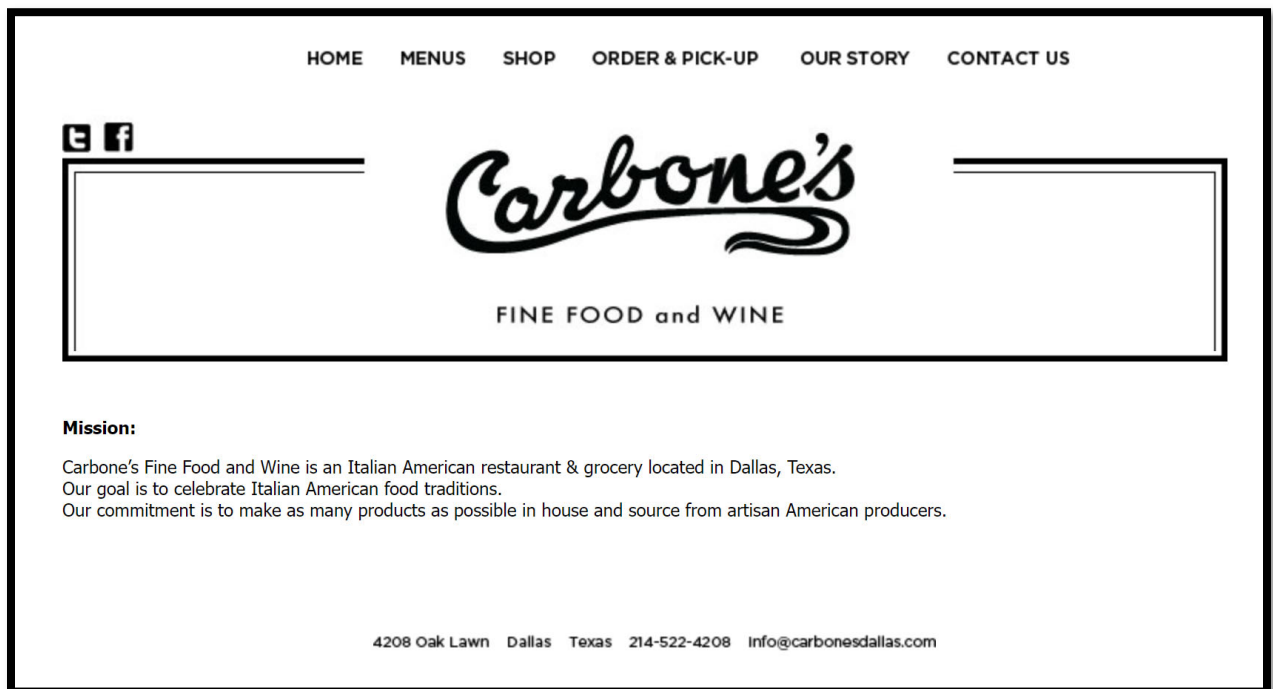 HOME MENUS SHOP ORDER & PICK-UP OUR STORY CONTACT US
t f
Carbone's
FINE FOOD and WINE
Mission:
Carbone’s Fine Food and Wine is an Italian American restaurant & grocery located in Dallas, Texas.
Our goal is to celebrate Italian American food traditions.
Our commitment is to make as many products as possible in house and source from artisan American producers.
4208 Oak Lawn Dallas Texas 214-522-4208 Info@carbonesdallas.com